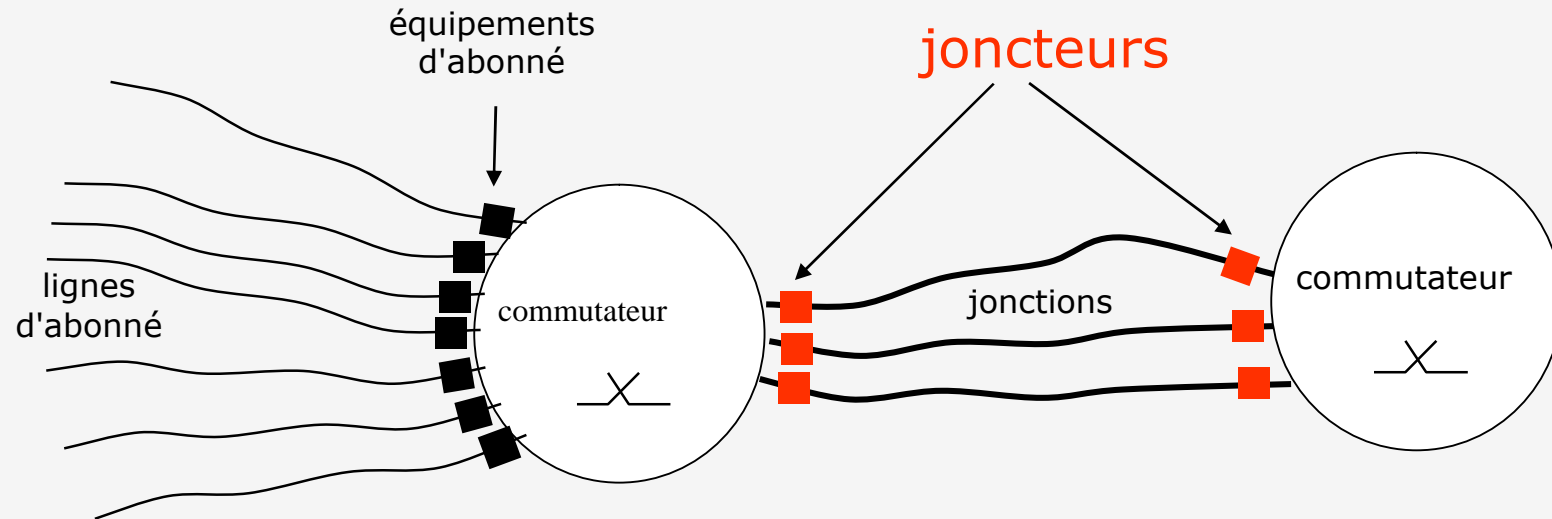 équipements
d'abonné
joncteurs
lignes
d'abonné
commutateur
jonctions
commutateur